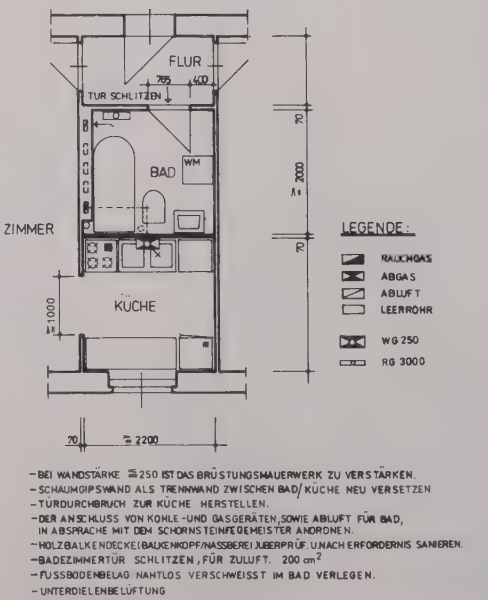 FLUR
765 400
TÜR SCHLITZEN
70
BAD
WM
≥ 2000
ZIMMER
LEGENDE:
70
RAUCHGAS
ABGAS
ABLUFT
KÜCHE
LEERROHR
≥1000
WG 250
RG 3000
70 ≥ 2200
- BEI WANDSTÄRKE ≦ 250 IST DAS BRÜSTUNGSMAUERWERK ZU VERSTÄRKEN.
- SCHAUMGIPSWAND ALS TRENNWAND ZWISCHEN BAD/KÜCHE NEU VERSETZEN
- TÜRDURCHBRUCH ZUR KÜCHE HERSTELLEN.
- DER ANSCHLUSS VON KOHLE-UND GASGERÄTEN, SOWIE ABLUFT FÜR BAD,
IN ABSPRACHE MIT DEM SCHORNSTEINFEGEMEISTER ANORDNEN.
- HOLZBALKENDECKE (BALKENKOPF/NASSBEREI)ÜBERPRÜF. U.NACH ERFORDERNIS SANIEREN.
- BADEZIMMERTÜR SCHLITZEN, FÜR ZULUFT. 200 cm²
- FUSSBODENBELAG NAHTLOS VERSCHWEISST IM BAD VERLEGEN.
- UNTERDIELENBELÜFTUNG